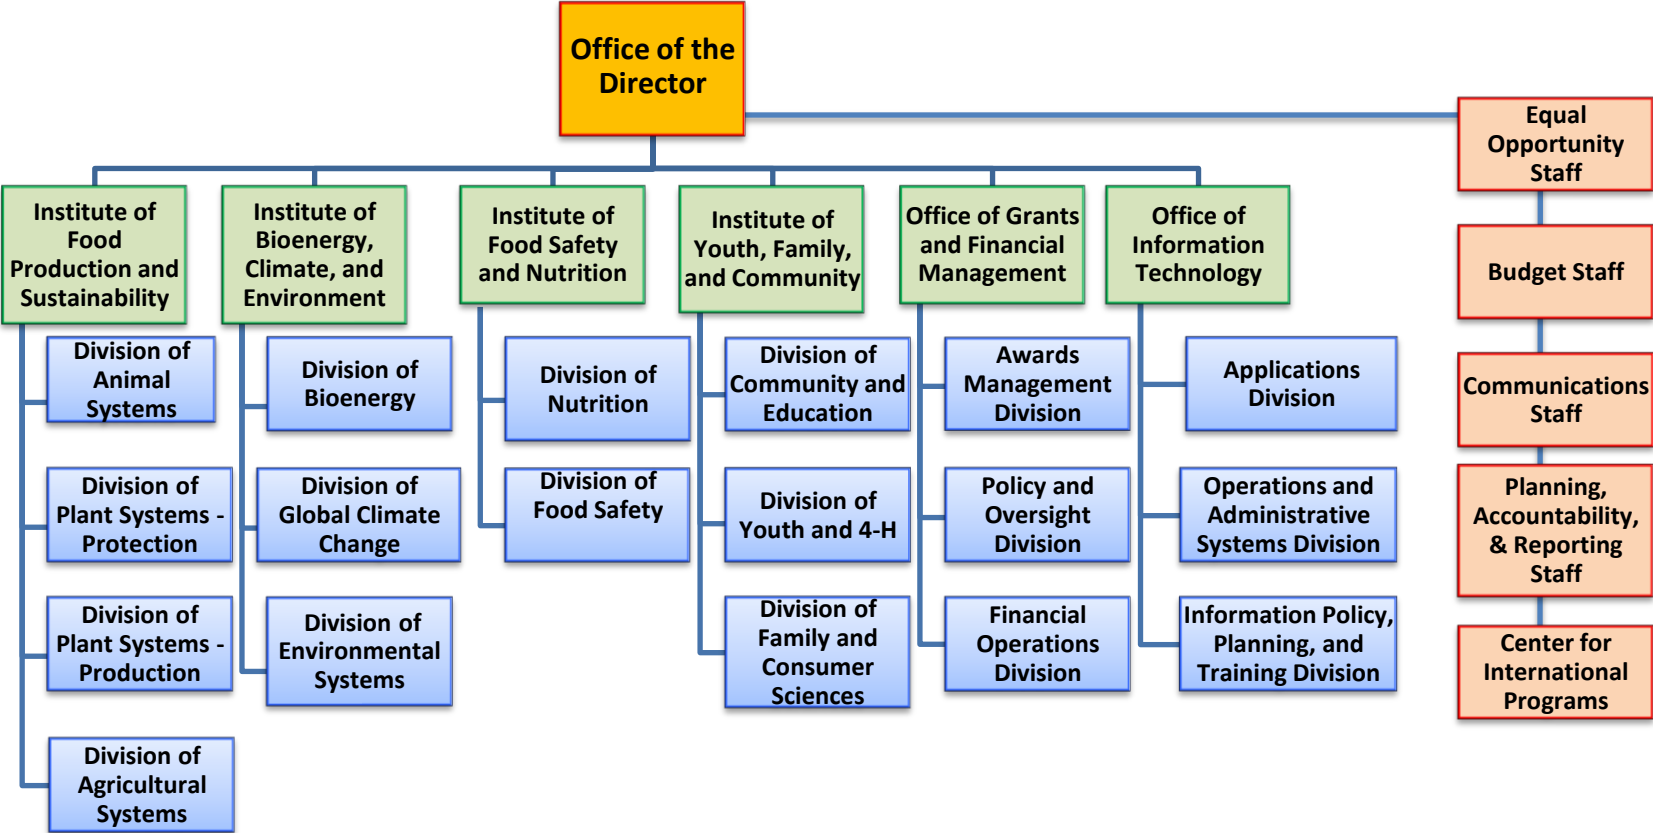 Office of the
Director
Equal
Opportunity
Staff
Budget Staff
Communications
Staff
Planning,
Accountability,
& Reporting
Staff
Center for
International
Programs
Institute of
Food
Production and
Sustainability
Division of
Animal
Systems
Division of
Plant Systems -
Protection
Division of
Plant Systems -
Production
Division of
Agricultural
Systems
Institute of
Bioenergy,
Climate, and
Environment
Division of
Bioenergy
Division of
Global Climate
Change
Division of
Environmental
Systems
Institute of
Food Safety
and Nutrition
Division of
Nutrition
Division of
Food Safety
Institute of
Youth, Family,
and Community
Division of
Community and
Education
Division of
Youth and 4-H
Division of
Family and
Consumer
Sciences
Office of Grants
and Financial
Management
Awards
Management
Division
Policy and
Oversight
Division
Financial
Operations
Division
Office of
Information
Technology
Applications
Division
Operations and
Administrative
Systems Division
Information Policy,
Planning, and
Training Division